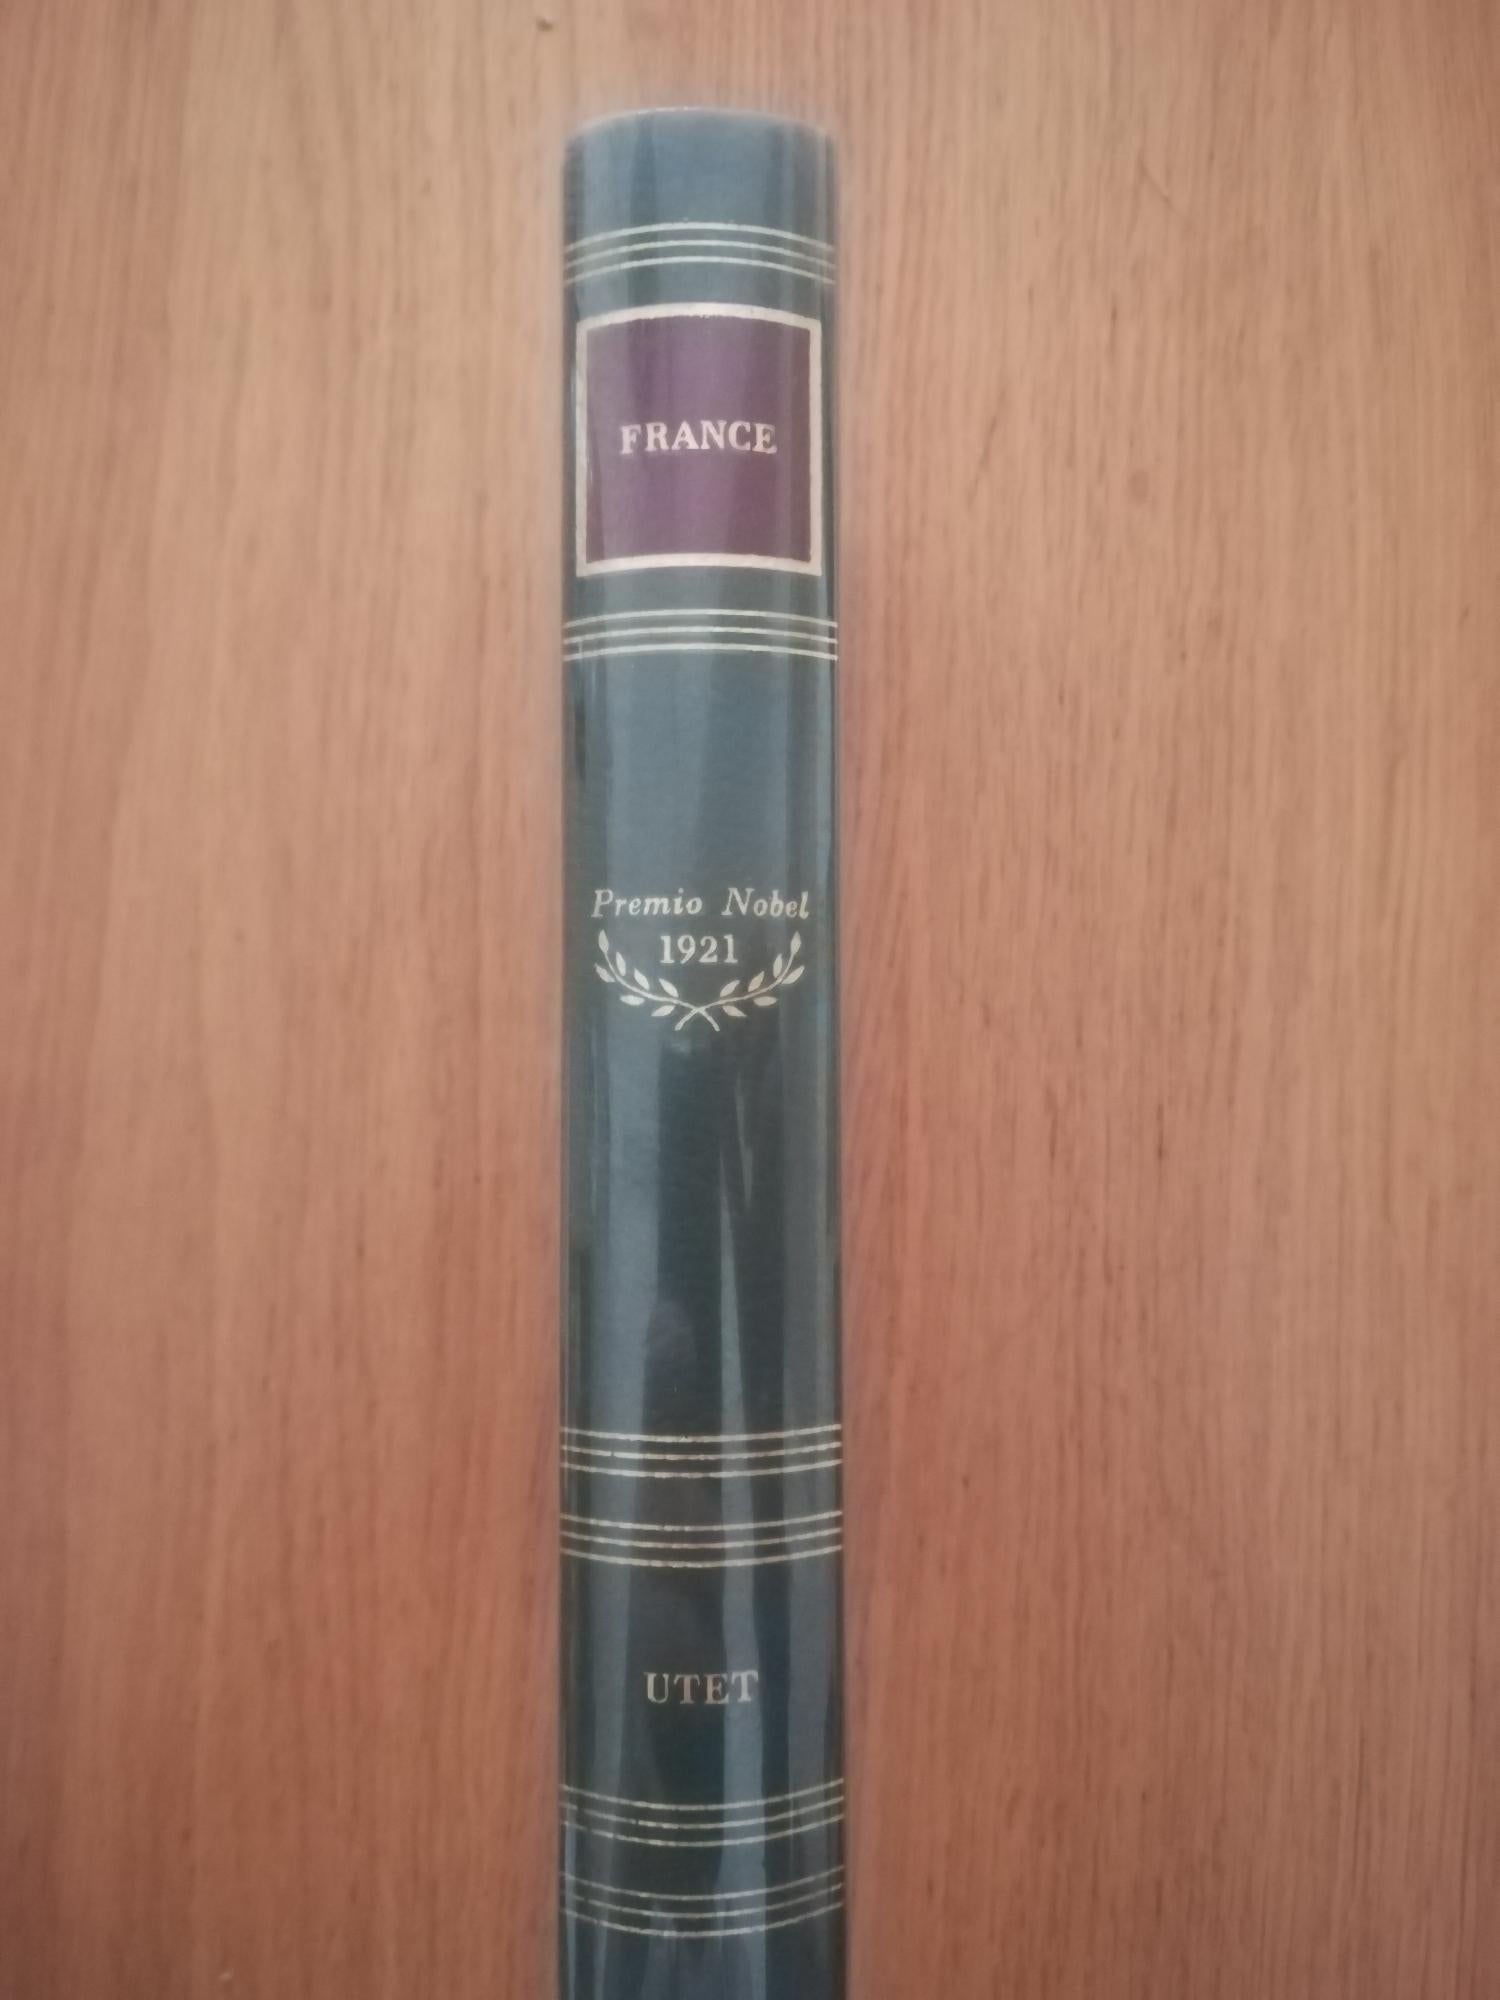 FRANCE
Premio Nobel
1921
UTET